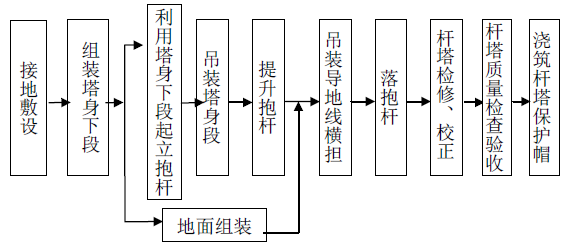 接地敷设
组装塔身下段
利用塔身下段起立抱杆
吊装塔身段
提升抱杆
吊装导地线横担
落抱杆
杆塔检修、校正
杆塔质量检查验收
浇筑杆塔保护帽
地面组装